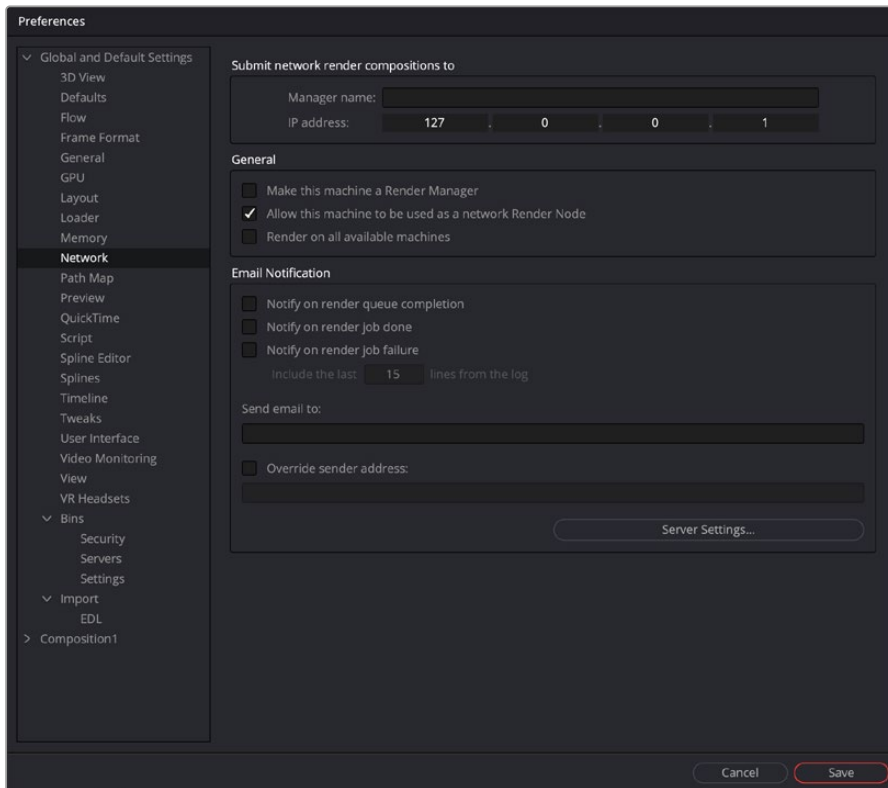 Preferences
Global and Default Settings
3D View
Defaults
Flow
Frame Format
General
GPU
Layout
Loader
Memory
Network
Path Map
Preview
QuickTime
Script
Spline Editor
Splines
Timeline
Tweaks
User Interface
Video Monitoring
View
VR Headsets
Bins
Security
Servers
Settings
Import
EDL
Composition1
Submit network render compositions to
Manager name:
IP address: 127 . 0 . 0 . 1
General
Make this machine a Render Manager
Allow this machine to be used as a network Render Node
Render on all available machines
Email Notification
Notify on render queue completion
Notify on render job done
Notify on render job failure
Include the last 15 lines from the log
Send email to:
Override sender address:
Server Settings...
Cancel Save